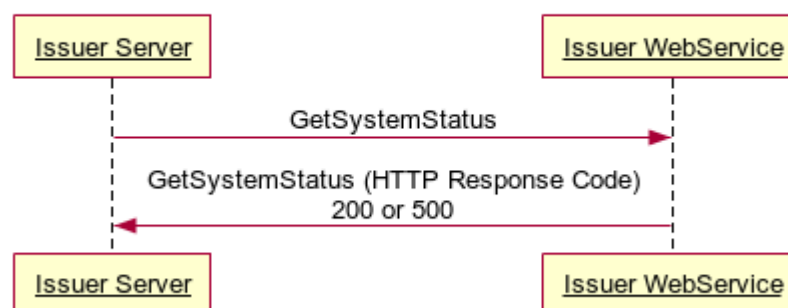 Issuer Server
Issuer WebService
GetSystemStatus
GetSystemStatus (HTTP Response Code)
200 or 500
Issuer Server
Issuer WebService